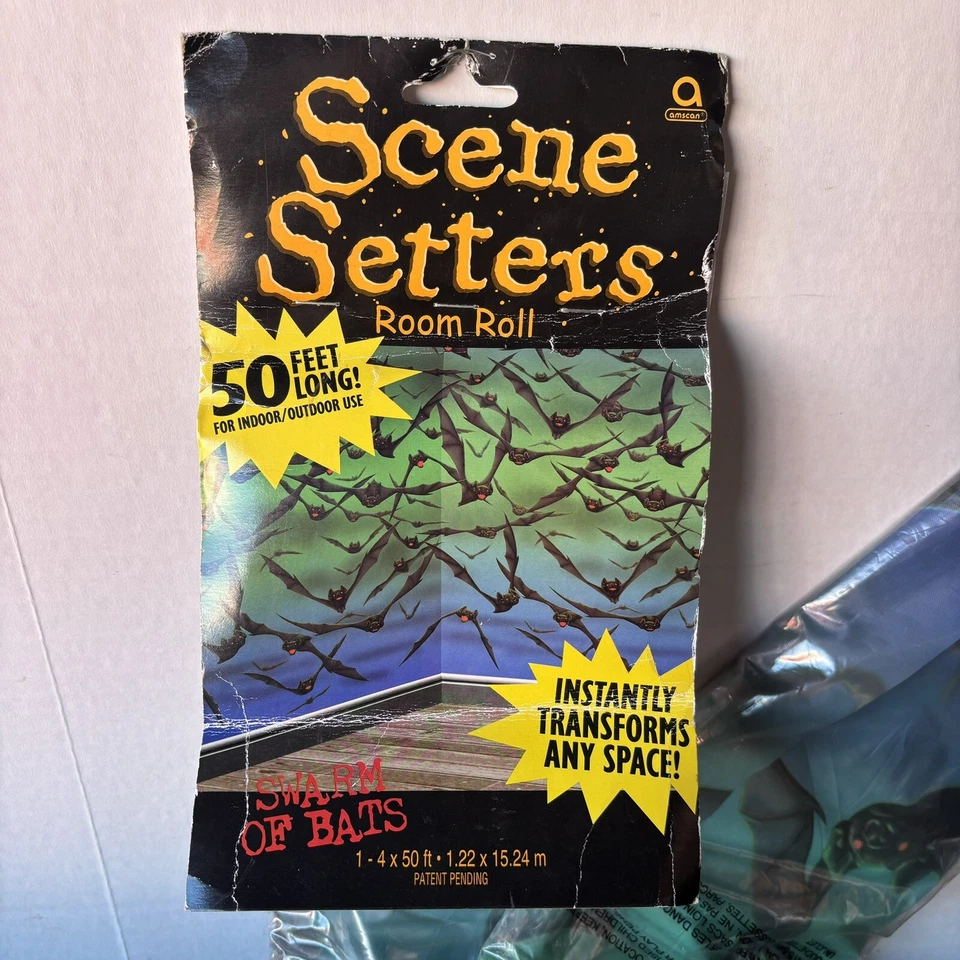 Scene
Setters
Room Roll
a
amscan®
50 FEET
LONG!
FOR INDOOR/OUTDOOR USE
INSTANTLY
TRANSFORMS
ANY SPACE!
SWARM
OF BATS
1 - 4 x 50 ft • 1.22 x 15.24 m
PATENT PENDING